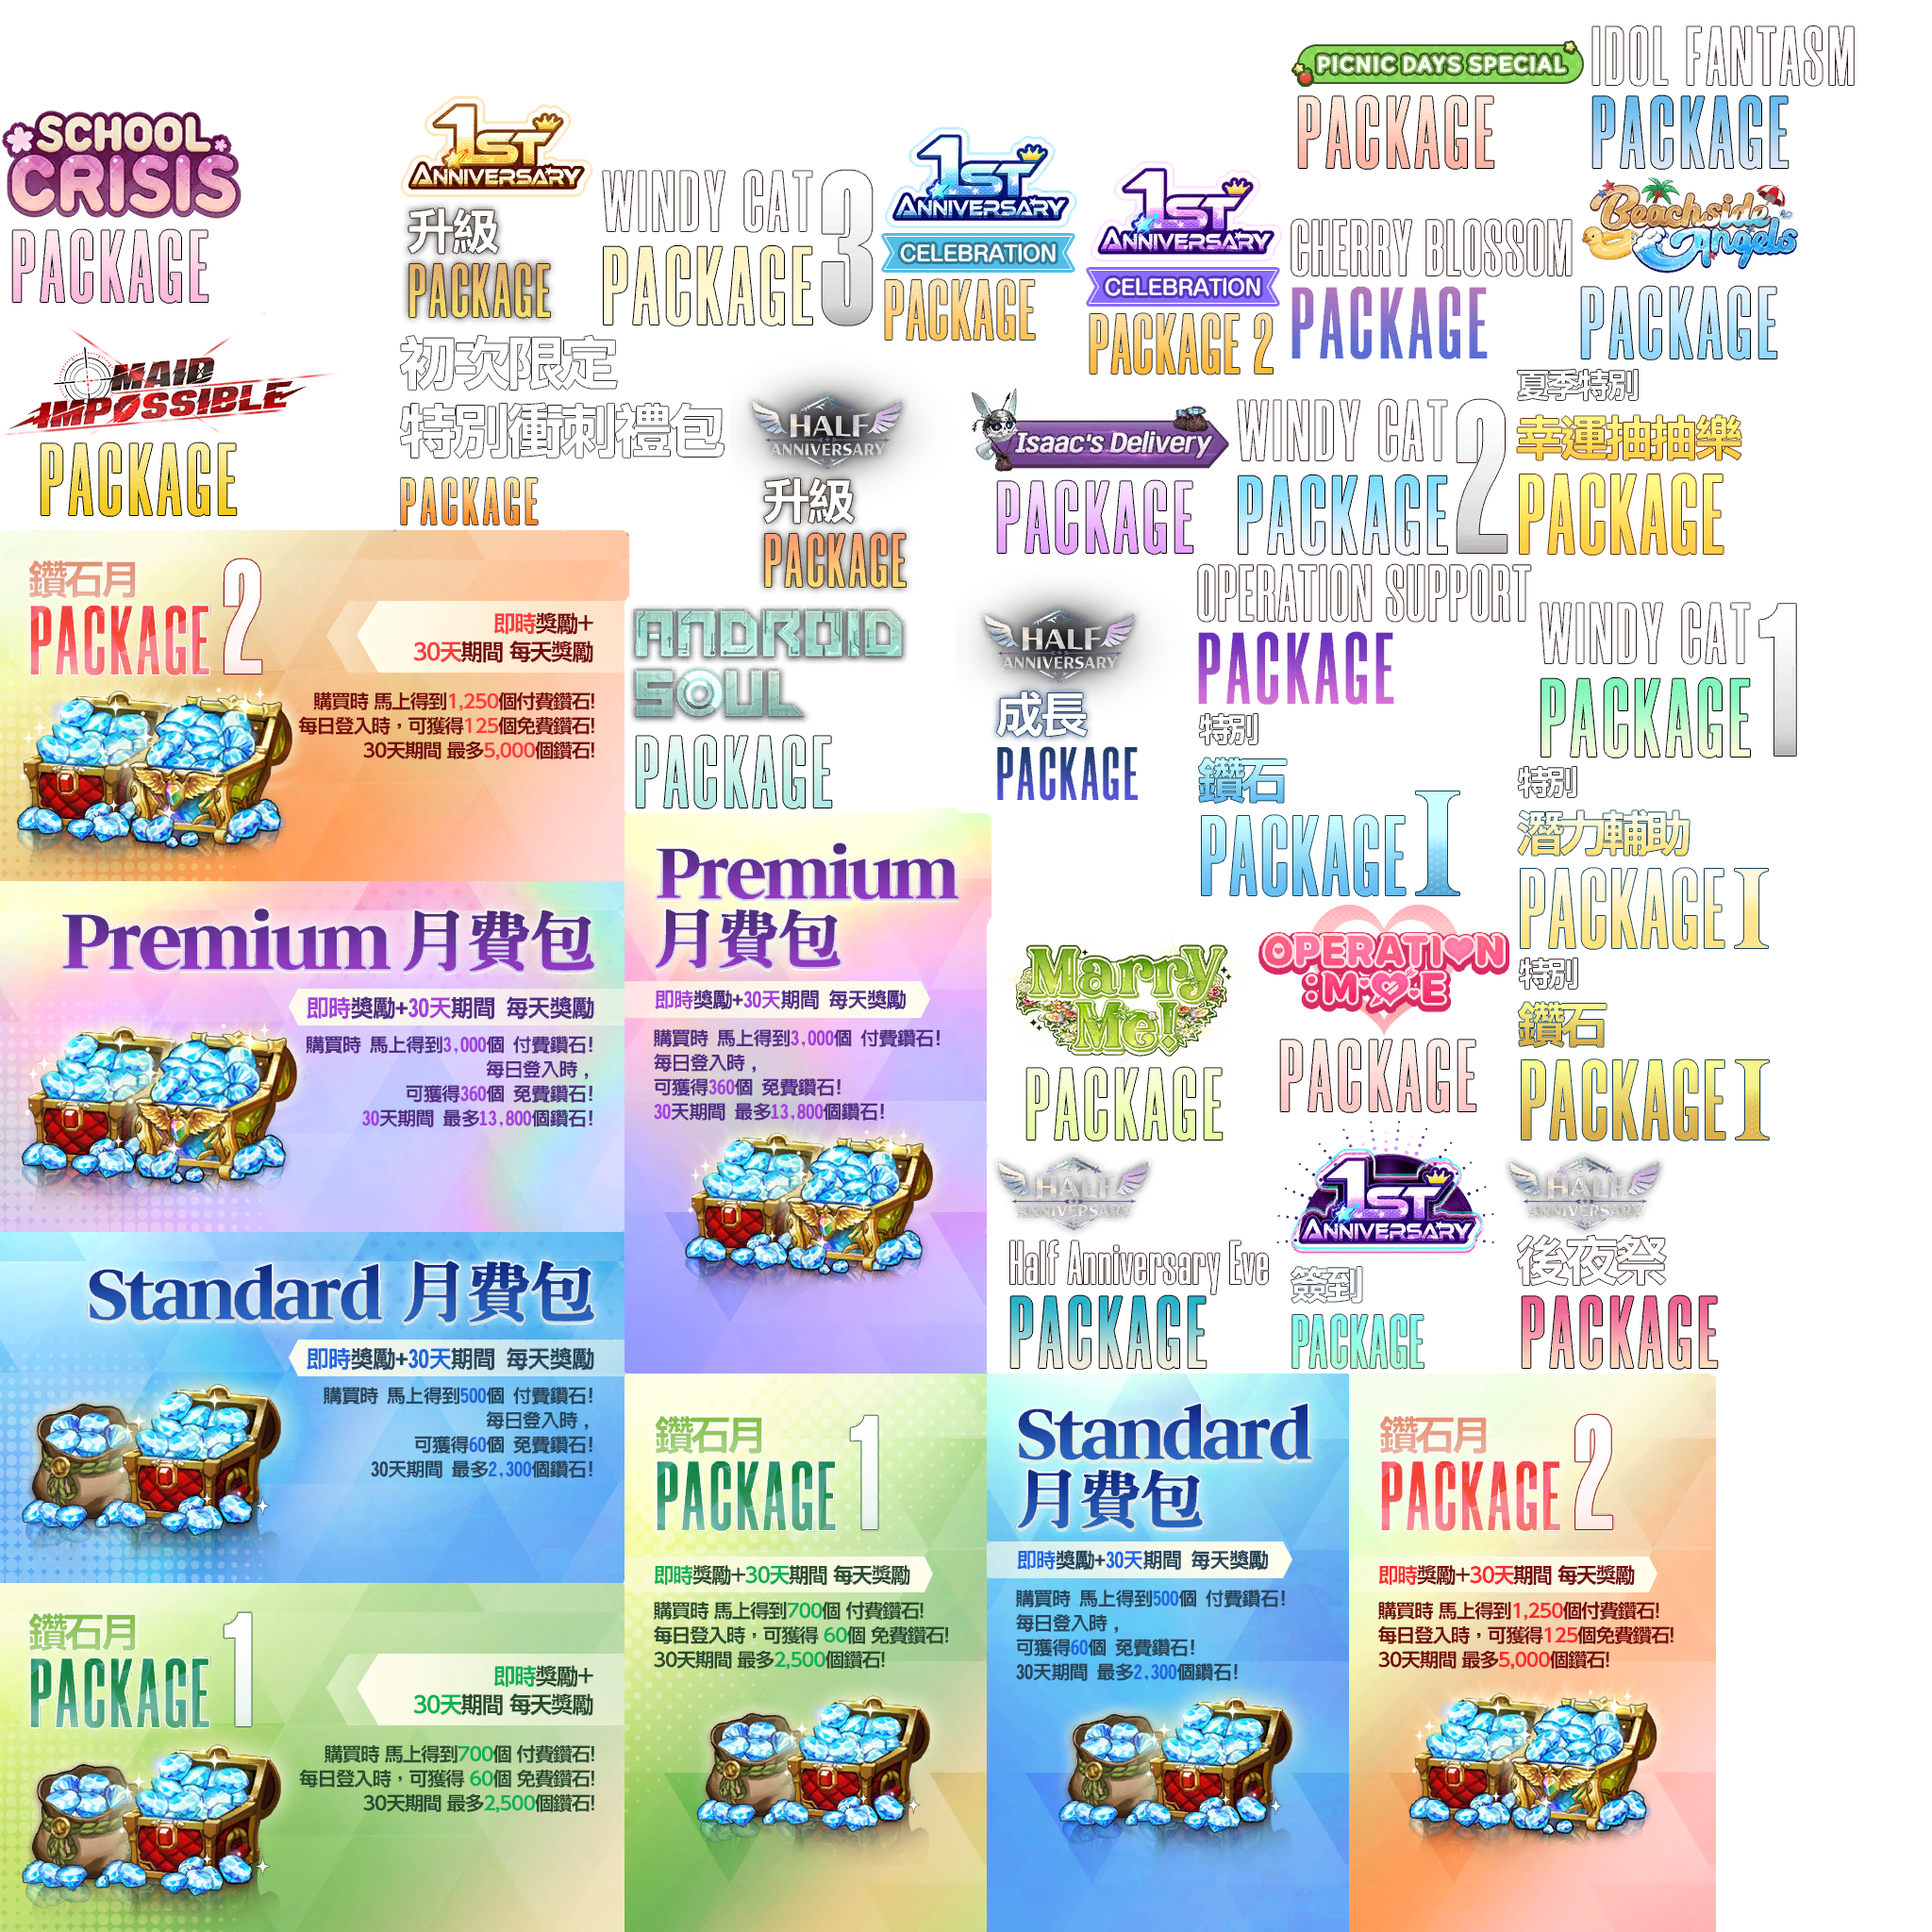 PICNIC DAYS SPECIAL
PACKAGE
IDOL FANTASM
PACKAGE
SCHOOL
CRISIS
PACKAGE
1ST
ANNIVERSARY
升級
PACKAGE
WINDY CAT
PACKAGE 3
1ST
ANNIVERSARY
CELEBRATION
PACKAGE
1ST
ANNIVERSARY
CELEBRATION
PACKAGE 2
CHERRY BLOSSOM
PACKAGE
Beachside
Angels
PACKAGE
MAID
IMPOSSIBLE
PACKAGE
初次限定
特別衝刺禮包
PACKAGE
HALF
ANNIVERSARY
升級
PACKAGE
Isaac's Delivery
PACKAGE
WINDY CAT
PACKAGE 2
夏季特別
幸運抽抽樂
PACKAGE
鑽石月
PACKAGE 2
即時獎勵+
30天期間 每天獎勵
購買時 馬上得到1,250個付費鑽石!
每日登入時，可獲得125個免費鑽石!
30天期間 最多5,000個鑽石!
ANDROID
SOUL
PACKAGE
HALF
ANNIVERSARY
成長
PACKAGE
OPERATION SUPPORT
PACKAGE
特別
鑽石
PACKAGE I
WINDY CAT
PACKAGE 1
特別
潛力輔助
PACKAGE I
Premium 月費包
即時獎勵+30天期間 每天獎勵
購買時 馬上得到3,000個 付費鑽石!
每日登入時，
可獲得360個 免費鑽石!
30天期間 最多13,800個鑽石!
Premium
月費包
即時獎勵+30天期間 每天獎勵
購買時 馬上得到3,000個 付費鑽石!
每日登入時，
可獲得360個 免費鑽石!
30天期間 最多13,800個鑽石!
Marry
Me!
PACKAGE
OPERATION
:M♥E
PACKAGE
特別
鑽石
PACKAGE I
HALF
ANNIVERSARY
Half Anniversary Eve
PACKAGE
1ST
ANNIVERSARY
簽到
PACKAGE
HALF
ANNIVERSARY
後夜祭
PACKAGE
Standard 月費包
即時獎勵+30天期間 每天獎勵
購買時 馬上得到500個 付費鑽石!
每日登入時，
可獲得60個 免費鑽石!
30天期間 最多2,300個鑽石!
鑽石月
PACKAGE 1
即時獎勵+
30天期間 每天獎勵
購買時 馬上得到700個 付費鑽石!
每日登入時，可獲得 60個 免費鑽石!
30天期間 最多2,500個鑽石!
鑽石月
PACKAGE 1
即時獎勵+30天期間 每天獎勵
購買時 馬上得到700個 付費鑽石!
每日登入時，可獲得 60個 免費鑽石!
30天期間 最多2,500個鑽石!
Standard
月費包
即時獎勵+30天期間 每天獎勵
購買時 馬上得到500個 付費鑽石!
每日登入時，
可獲得60個 免費鑽石!
30天期間 最多2,300個鑽石!
鑽石月
PACKAGE 2
即時獎勵+30天期間 每天獎勵
購買時 馬上得到1,250個付費鑽石!
每日登入時，可獲得125個免費鑽石!
30天期間 最多5,000個鑽石!